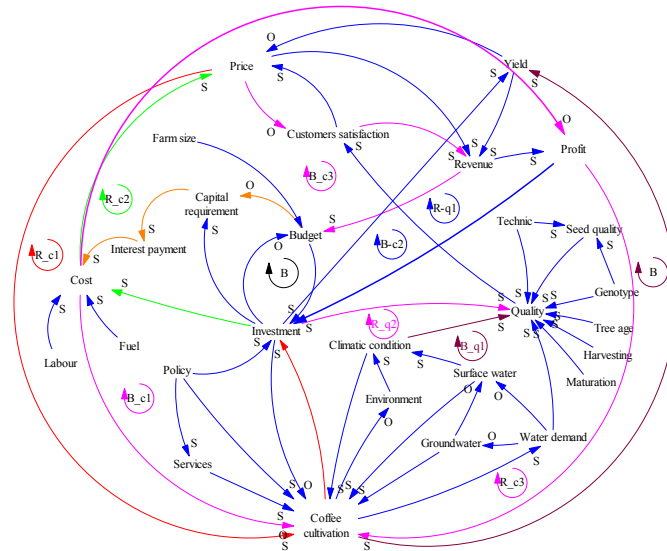 O
O
Price
Yield
S
S
S
Farm size
O
Customers satisfaction
S
S
S
S
S
Revenue
S
O
Profit
B_c3
R_c2
Capital
requirement
O
S
S
Budget
O
R-q1
Technic
S
Seed quality
S
R_c1
Interest payment
S
S
B-c2
B
B
Cost
S
Genotype
Labour
S
S
Fuel
Investment
S
S
S
S
S
R_q2
Climatic condition
S
S
B_q1
Quality
S
S
S
S
S
S
S
Tree age
Harvesting
Maturation
B_c1
Policy
S
S
Surface water
O
O
Environment
O
Services
S
Groundwater
O
Water demand
S
R_c3
S
S
S
O
S
S
S
S
S
O
S
Coffee
cultivation
S
S